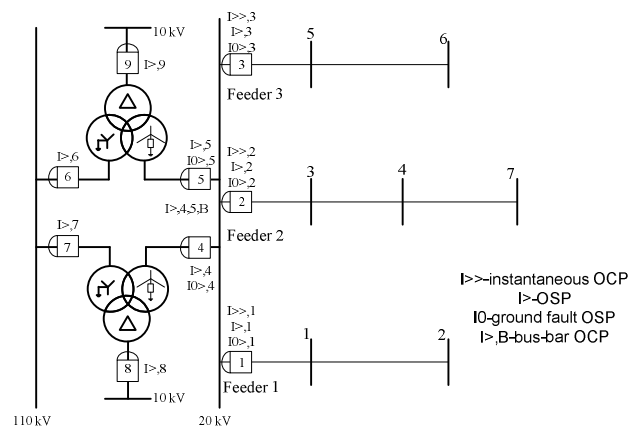 10 kV
9
I>,9
I>>,3
I>,3
I0>,3
3
Feeder 3
5
6
I>,6
6
I>,5
I0>,5
5
I>>,2
I>,2
I0>,2
2
Feeder 2
3
4
7
I>,4,5,B
I>,7
7
4
I>,4
I0>,4
I>>-instantaneous OCP
I>-OSP
I0-ground fault OSP
I>,B-bus-bar OCP
I>>,1
I>,1
I0>,1
1
Feeder 1
1
2
8
I>,8
10 kV
110 kV
20 kV